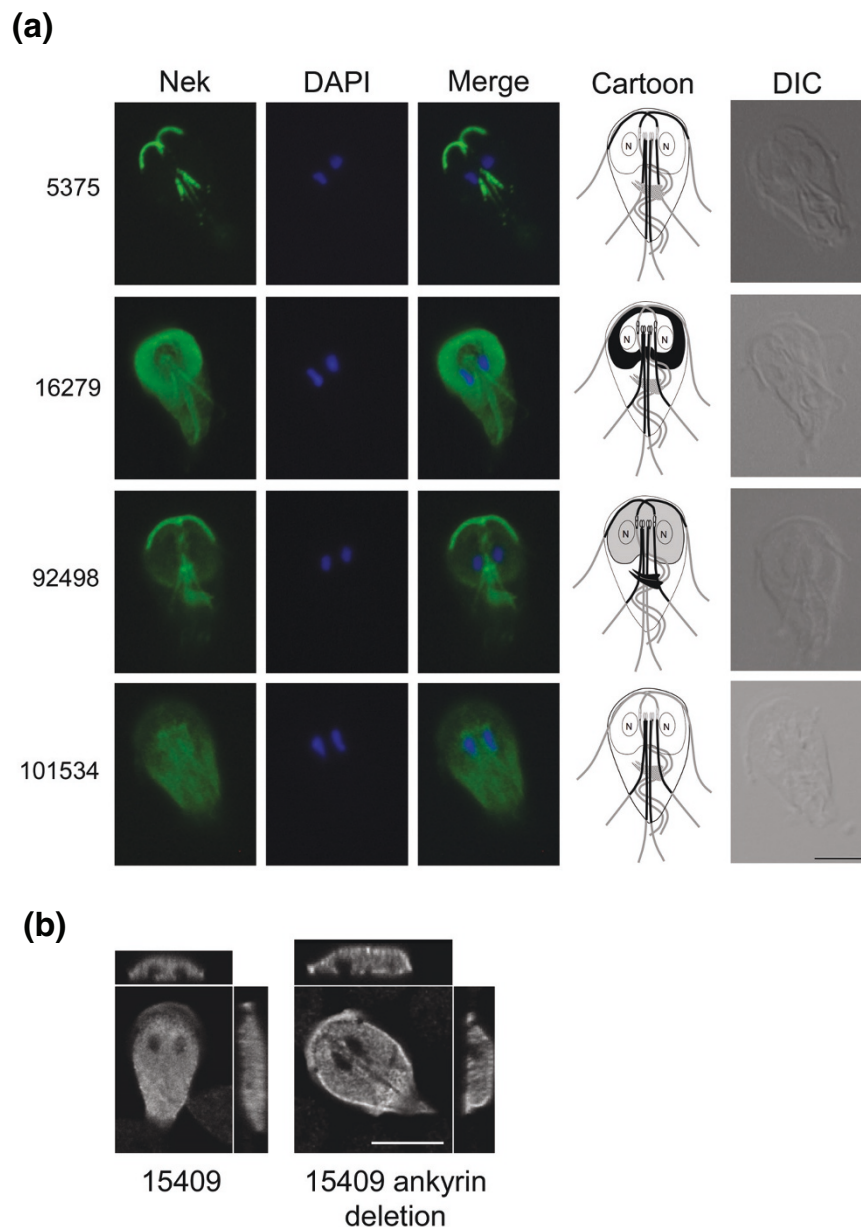 (a)
Nek DAPI Merge Cartoon DIC
5375
N N
16279
N N
92498
N N
101534
N N
(b)
15409
15409 ankyrin
deletion